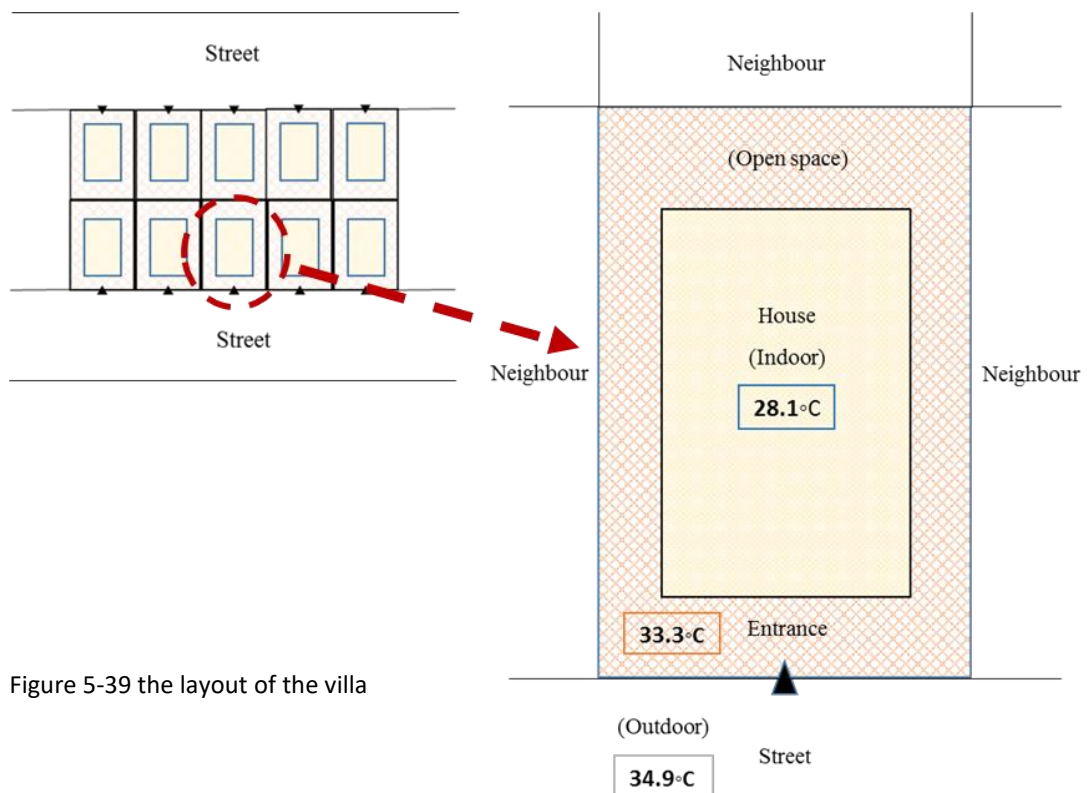 Street
Street
Neighbour
(Open space)
House
(Indoor)
Neighbour
Neighbour
28.1°C
33.3°C
Entrance
Figure 5-39 the layout of the villa
(Outdoor)
Street
34.9°C